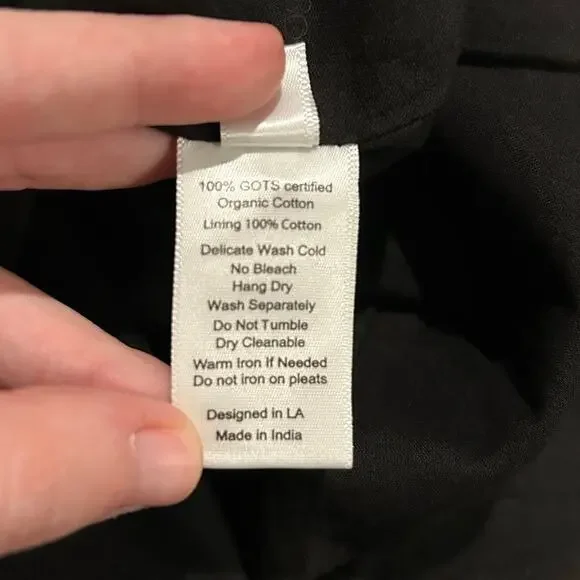 100% GOTS certified
Organic Cotton
Lining 100% Cotton
Delicate Wash Cold
No Bleach
Hang Dry
Wash Separately
Do Not Tumble
Dry Cleanable
Warm Iron If Needed
Do not iron on pleats
Designed in LA
Made in India